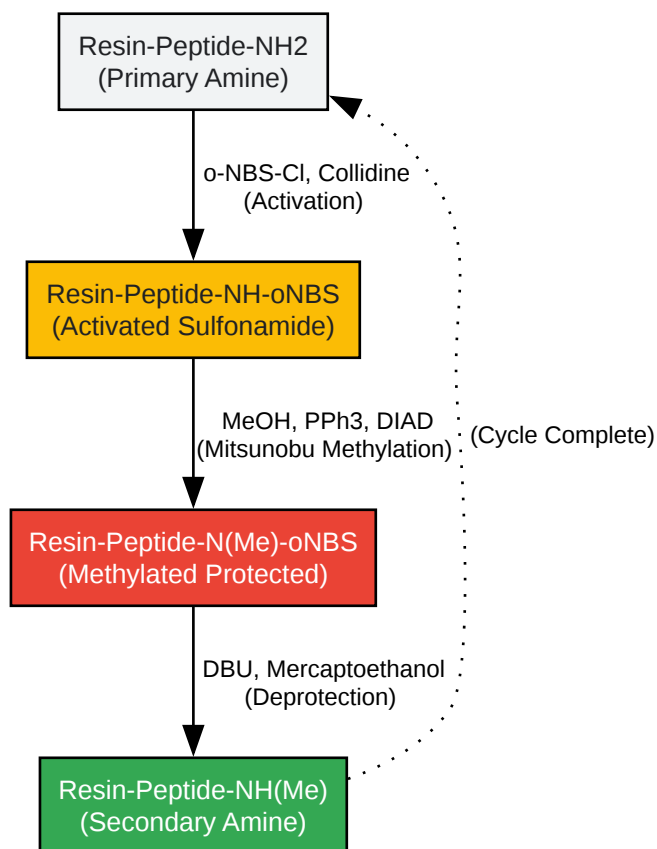 Resin-Peptide-NH2
(Primary Amine)
o-NBS-Cl, Collidine
(Activation)
Resin-Peptide-NH-oNBS
(Activated Sulfonamide)
MeOH, PPh3, DIAD
(Mitsunobu Methylation)
(Cycle Complete)
Resin-Peptide-N(Me)-oNBS
(Methylated Protected)
DBU, Mercaptoethanol
(Deprotection)
Resin-Peptide-NH(Me)
(Secondary Amine)